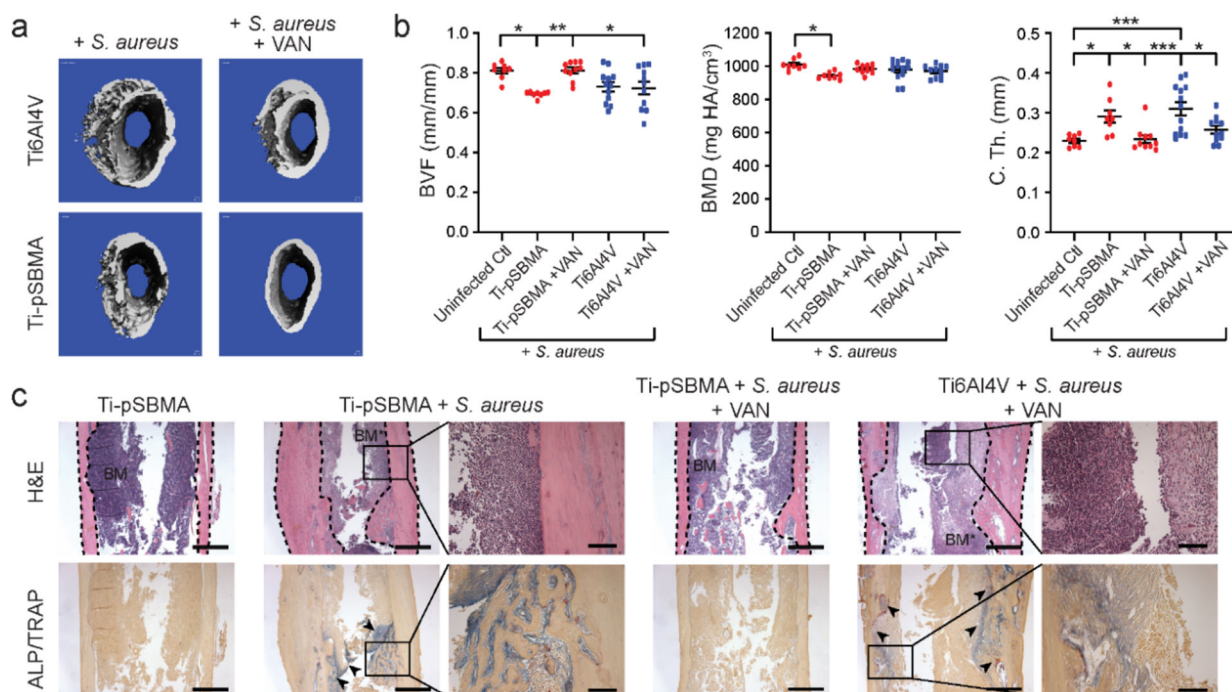 a
+ S. aureus
+ S. aureus
+ VAN
Ti6Al4V
Ti-pSBMA
b
BVF (mm/mm)
1.0
0.8
0.6
0.4
0.2
0.0
* ** *
Uninfected Ctl
Ti-pSBMA
Ti-pSBMA +VAN
Ti6Al4V
Ti6Al4V +VAN
+ S. aureus
BMD (mg HA/cm³)
1200
1000
800
600
400
200
0
*
Uninfected Ctl
Ti-pSBMA
Ti-pSBMA +VAN
Ti6Al4V
Ti6Al4V +VAN
+ S. aureus
C. Th. (mm)
0.5
0.4
0.3
0.2
0.1
0.0
***
* * *** *
Uninfected Ctl
Ti-pSBMA
Ti-pSBMA +VAN
Ti6Al4V
Ti6Al4V +VAN
+ S. aureus
c
Ti-pSBMA
Ti-pSBMA + S. aureus
Ti-pSBMA + S. aureus
+ VAN
Ti6Al4V + S. aureus
+ VAN
H&E
BM
BM*
BM
BM*
ALP/TRAP